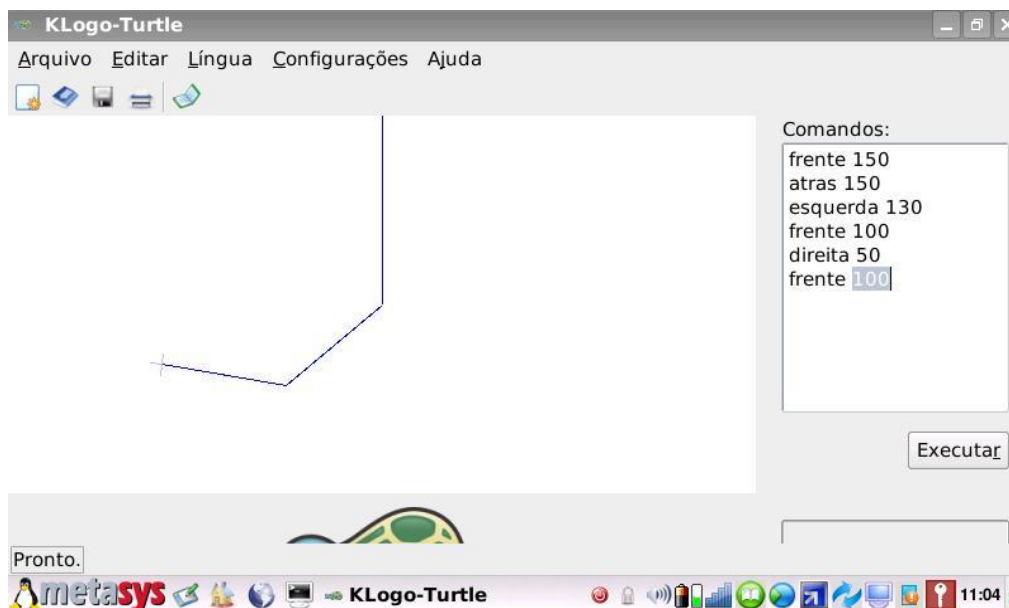 KLogo-Turtle
Arquivo Editar Língua Configurações Ajuda
Comandos:
frente 150
atras 150
esquerda 130
frente 100
direita 50
frente 100
Executar
Pronto.
metasys KLogo-Turtle 11:04